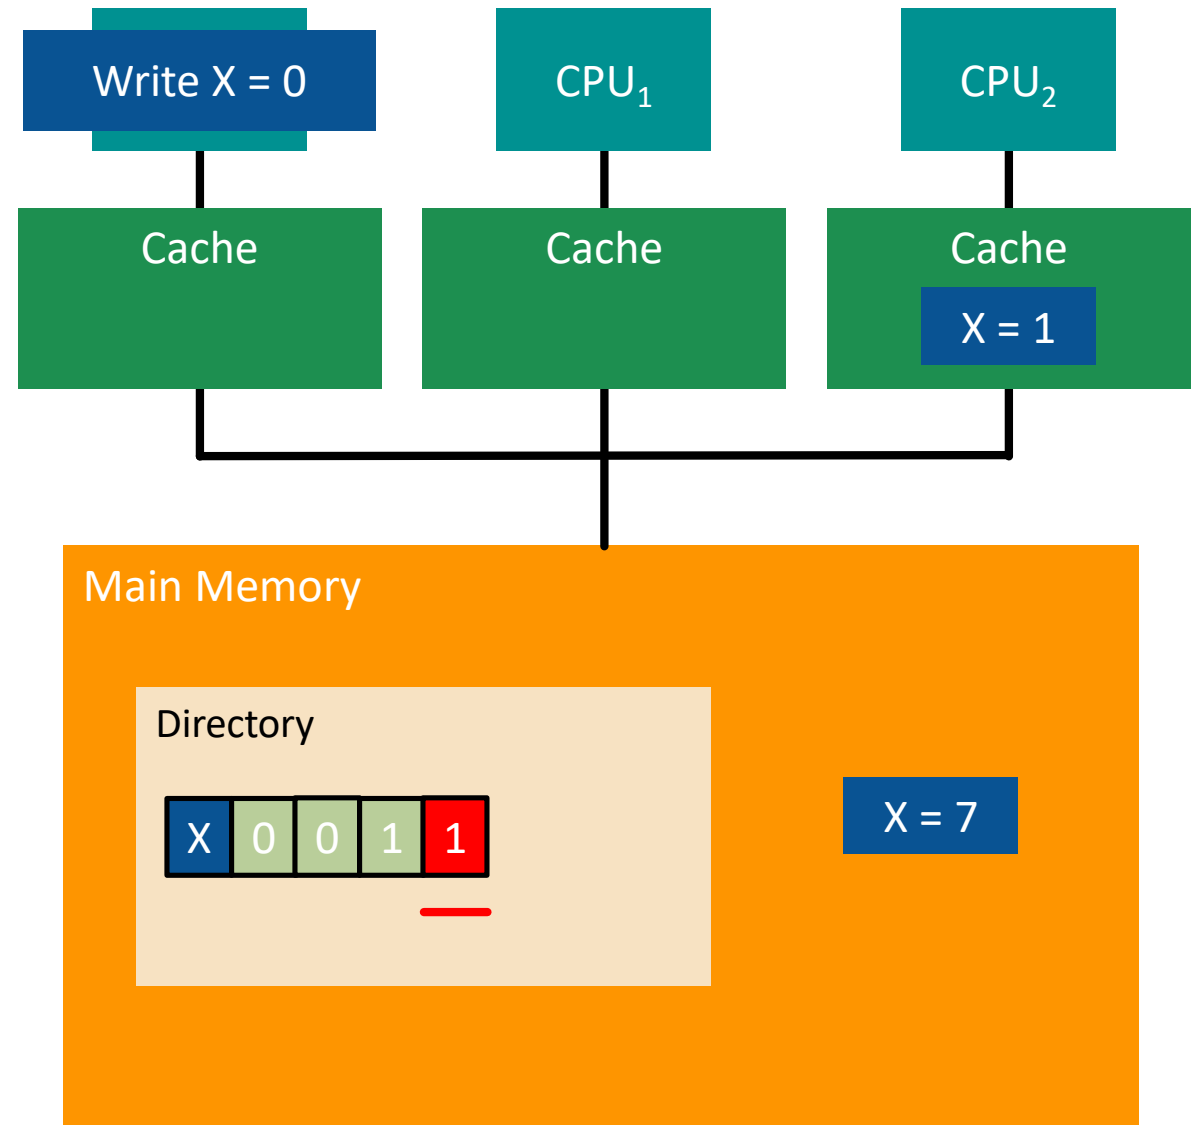 Write X = 0
CPU₁
CPU₂
Cache
Cache
Cache
X = 1
Main Memory
Directory
X 0 0 1 1
X = 7